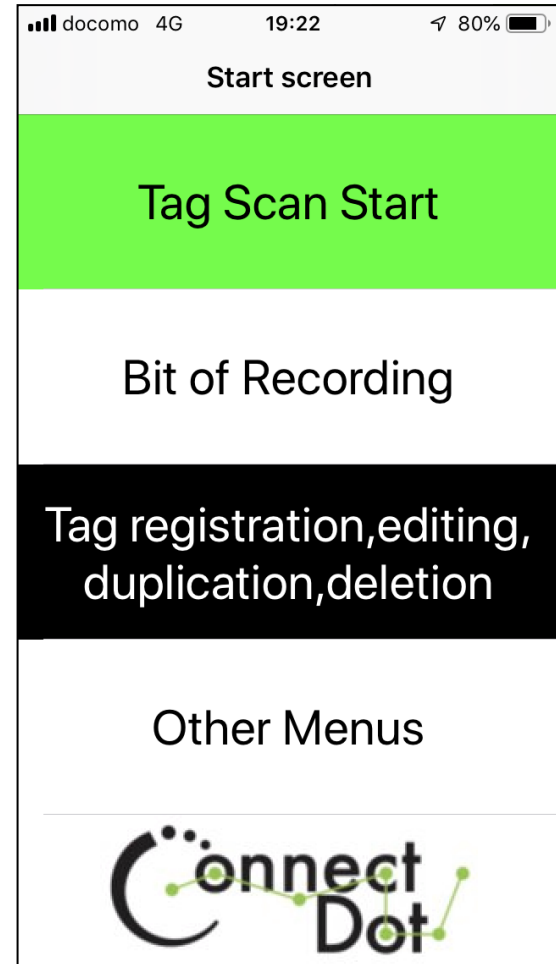 docomo 4G 19:22 80%
Start screen
Tag Scan Start
Bit of Recording
Tag registration,editing,
duplication,deletion
Other Menus
Connect
Dot